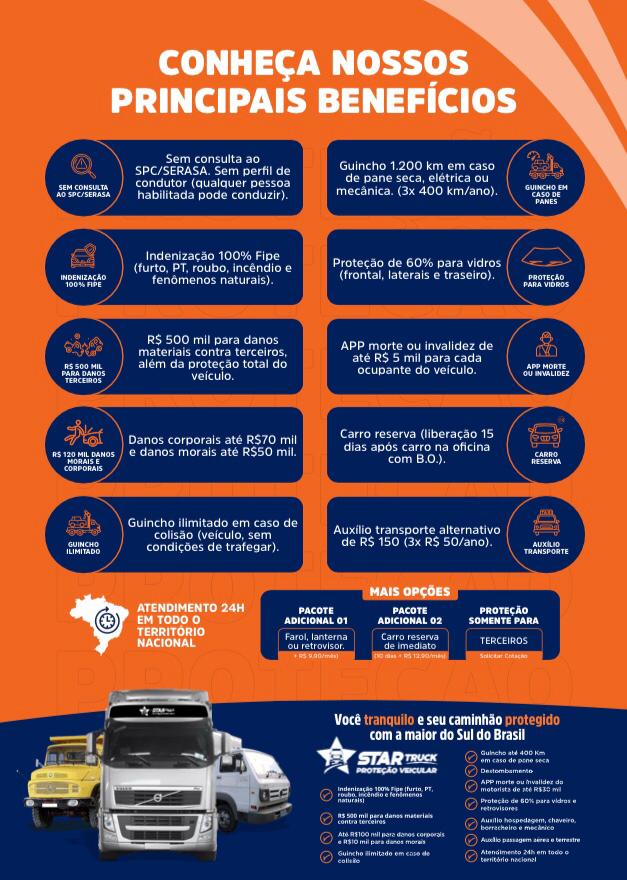 CONHEÇA NOSSOS
PRINCIPAIS BENEFÍCIOS
SEM CONSULTA
AO SPC/SERASA
Sem consulta ao
SPC/SERASA. Sem perfil de
condutor (qualquer pessoa
habilitada pode conduzir).
Guincho 1.200 km em caso
de pane seca, elétrica ou
mecânica. (3x 400 km/ano).
GUINCHO EM
CASO DE
PANES
INDENIZAÇÃO
100% FIPE
Indenização 100% Fipe
(furto, PT, roubo, incêndio e
fenômenos naturais).
Proteção de 60% para vidros
(frontal, laterais e traseiro).
PROTEÇÃO
PARA VIDROS
R$ 500 MIL
PARA DANOS
TERCEIROS
R$ 500 mil para danos
materiais contra terceiros,
além da proteção total do
veículo.
APP morte ou invalidez de
até R$ 5 mil para cada
ocupante do veículo.
APP MORTE
OU INVALIDEZ
R$ 120 MIL DANOS
MORAIS E
CORPORAIS
Danos corporais até R$70 mil
e danos morais até R$50 mil.
Carro reserva (liberação 15
dias após carro na oficina
com B.O.).
CARRO
RESERVA
GUINCHO
ILIMITADO
Guincho ilimitado em caso de
colisão (veículo, sem
condições de trafegar).
Auxílio transporte alternativo
de R$ 150 (3x R$ 50/ano).
AUXÍLIO
TRANSPORTE
ATENDIMENTO 24H
EM TODO O
TERRITÓRIO
NACIONAL
MAIS OPÇÕES
PACOTE
ADICIONAL 01
Farol, lanterna
ou retrovisor.
+ R$ 9,90/mês)
PACOTE
ADICIONAL 02
Carro reserva
de imediato
(10 dias + R$ 12,90/mês)
PROTEÇÃO
SOMENTE PARA
TERCEIROS
Solicitar Cotação
Você tranquilo e seu caminhão protegido
com a maior do Sul do Brasil
STAR TRUCK
PROTEÇÃO VEICULAR
Indenização 100% Fipe (furto, PT,
roubo, incêndio e fenômenos
naturais)
R$ 500 mil para danos materiais
contra terceiros
Até R$100 mil para danos corporais
e R$10 mil para danos morais
Guincho ilimitado em caso de
colisão
Guincho até 400 Km
em caso de pane seca
Destombamento
APP morte ou invalidez do
motorista de até R$30 mil
Proteção de 60% para vidros e
retrovisores
Auxílio hospedagem, chaveiro,
borracheiro e mecânico
Auxílio passagem aérea e terrestre
Atendimento 24h em todo o
território nacional
STAR TRUCK
VOLVO